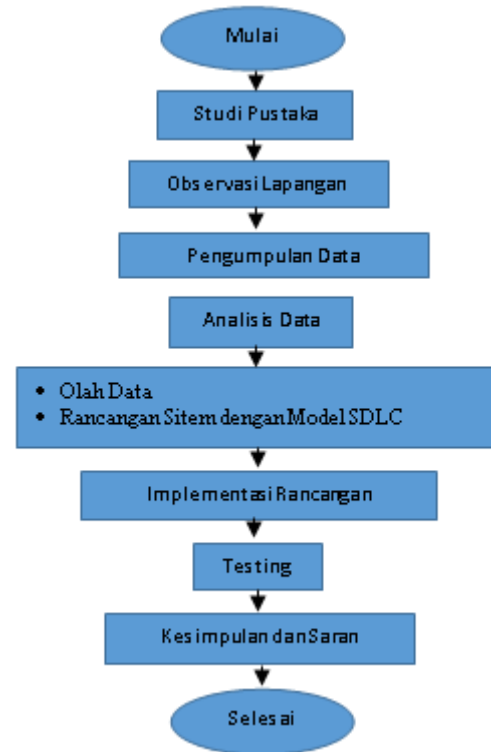 Mulai
Studi Pustaka
Observasi Lapangan
Pengumpulan Data
Analisis Data
• Olah Data
• Rancangan Sitem dengan Model SDLC
Implementasi Rancangan
Testing
Kesimpulan dan Saran
Selesai